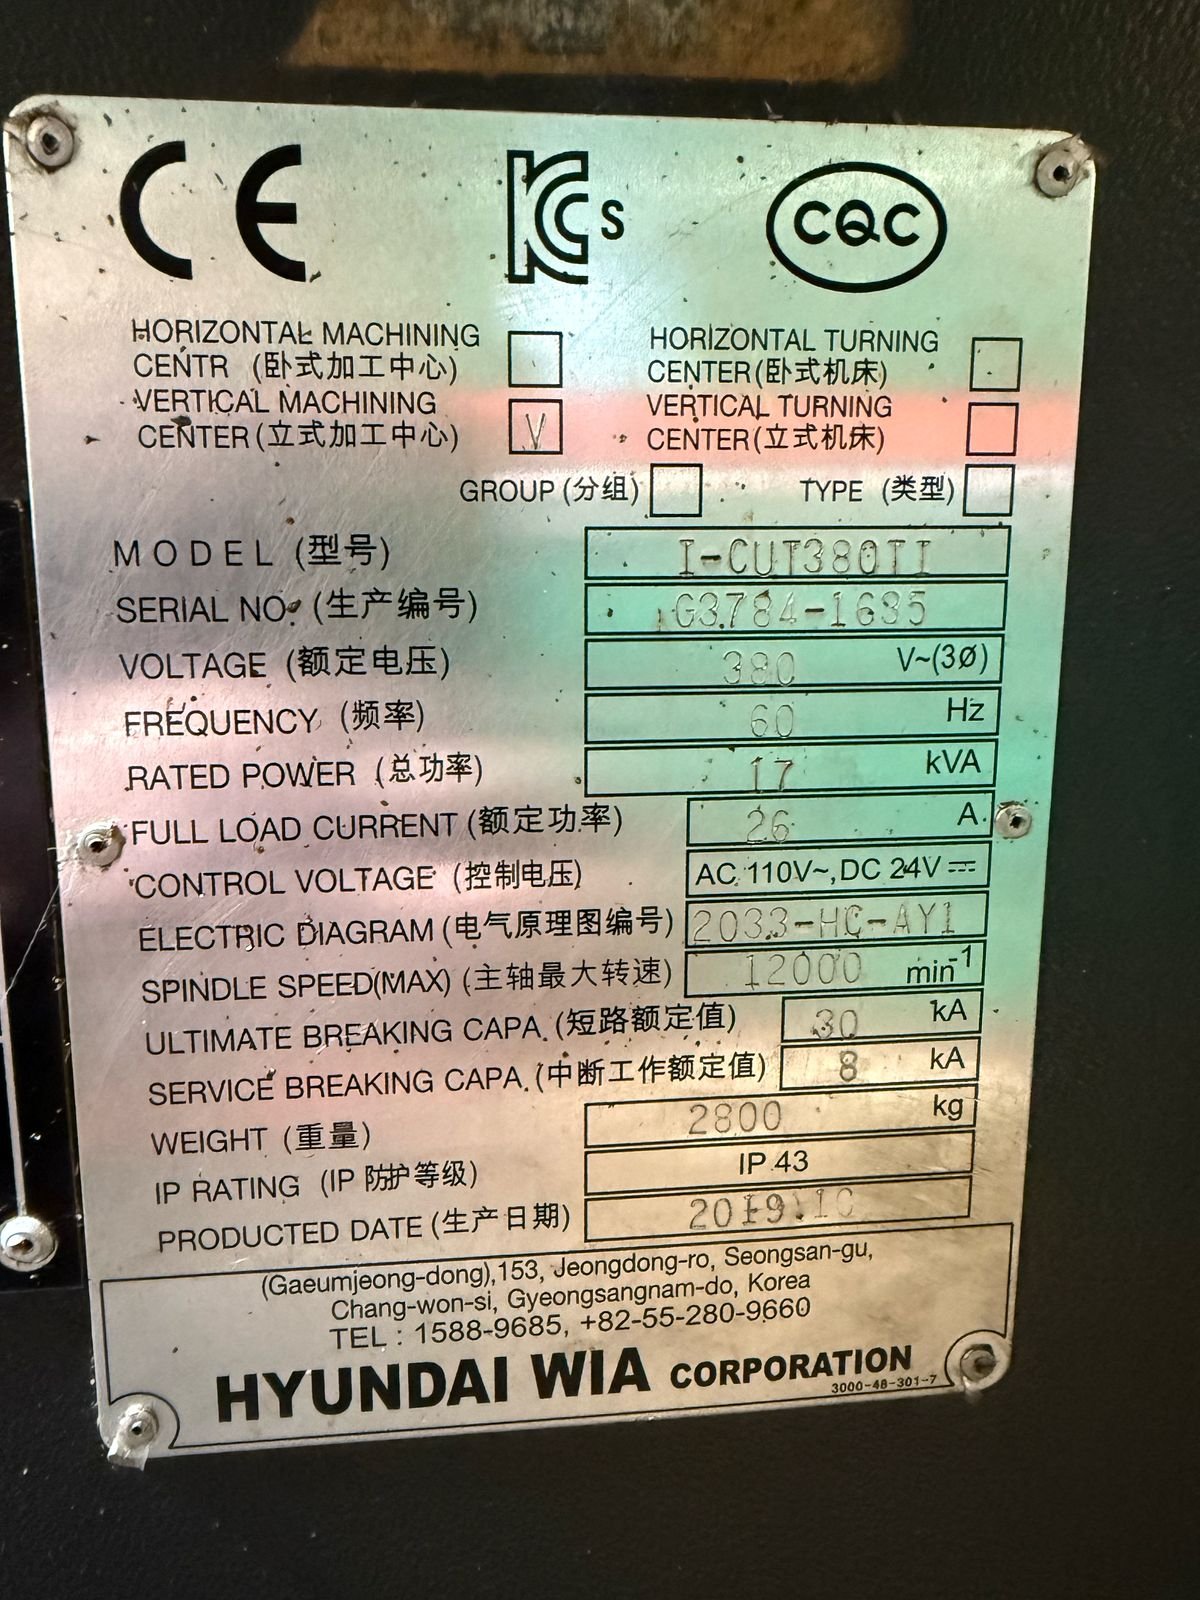 CE
KCs
CQC
HORIZONTAL MACHINING
CENTR (卧式加工中心)
HORIZONTAL TURNING
CENTER(卧式机床)
VERTICAL MACHINING
CENTER(立式加工中心) V
VERTICAL TURNING
CENTER(立式机床)
GROUP (分组) TYPE (类型)
MODEL (型号) I-CUT380TI
SERIAL NO. (生产编号) G3784-1635
VOLTAGE (额定电压) 380 V~(3Ø)
FREQUENCY (频率) 60 Hz
RATED POWER (总功率) 17 kVA
FULL LOAD CURRENT (额定功率) 26 A
CONTROL VOLTAGE (控制电压) AC 110V~, DC 24V ⎓
ELECTRIC DIAGRAM (电气原理图编号) 2033-HC-AY1
SPINDLE SPEED(MAX) (主轴最大转速) 12000 min⁻¹
ULTIMATE BREAKING CAPA. (短路额定值) 30 kA
SERVICE BREAKING CAPA. (中断工作额定值) 8 kA
WEIGHT (重量) 2800 kg
IP RATING (IP 防护等级) IP 43
PRODUCTED DATE (生产日期) 2019.10
(Gaeumjeong-dong),153, Jeongdong-ro, Seongsan-gu,
Chang-won-si, Gyeongsangnam-do, Korea
TEL : 1588-9685, +82-55-280-9660
HYUNDAI WIA CORPORATION
3000-48-301-7